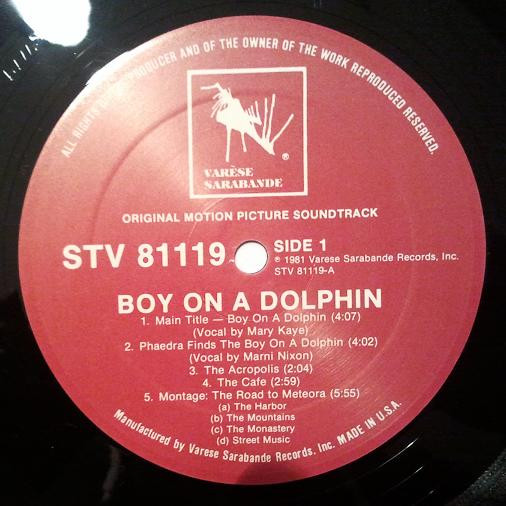 ALL RIGHTS OF THE PRODUCER AND OF THE OWNER OF THE WORK REPRODUCED RESERVED.
VARÈSE
SARABANDE
®
ORIGINAL MOTION PICTURE SOUNDTRACK
STV 81119
SIDE 1
℗ 1981 Varese Sarabande Records, Inc.
STV 81119-A
BOY ON A DOLPHIN
1. Main Title — Boy On A Dolphin (4:07)
(Vocal by Mary Kaye)
2. Phaedra Finds The Boy On A Dolphin (4:02)
(Vocal by Marni Nixon)
3. The Acropolis (2:04)
4. The Cafe (2:59)
5. Montage: The Road to Meteora (5:55)
(a) The Harbor
(b) The Mountains
(c) The Monastery
(d) Street Music
Manufactured by Varese Sarabande Records, Inc. MADE IN U.S.A.